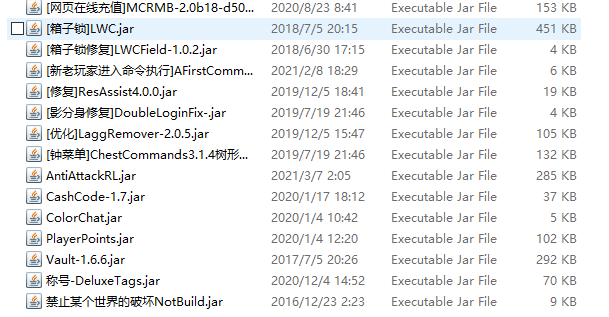 [网页在线充值]MCRMB-2.0b18-d50... 2020/8/23 8:41 Executable Jar File 153 KB
[箱子锁]LWC.jar 2018/7/5 20:15 Executable Jar File 451 KB
[箱子锁修复]LWCField-1.0.2.jar 2018/6/30 17:15 Executable Jar File 4 KB
[新老玩家进入命令执行]AFirstComm... 2021/2/8 18:29 Executable Jar File 6 KB
[修复]ResAssist4.0.0.jar 2019/12/5 18:41 Executable Jar File 19 KB
[影分身修复]DoubleLoginFix-.jar 2019/7/19 21:46 Executable Jar File 4 KB
[优化]LaggRemover-2.0.5.jar 2019/12/5 15:47 Executable Jar File 105 KB
[钟菜单]ChestCommands3.1.4树形... 2019/7/19 21:46 Executable Jar File 132 KB
AntiAttackRL.jar 2021/3/7 2:05 Executable Jar File 285 KB
CashCode-1.7.jar 2020/1/17 18:12 Executable Jar File 37 KB
ColorChat.jar 2020/1/4 10:42 Executable Jar File 5 KB
PlayerPoints.jar 2020/1/4 12:20 Executable Jar File 102 KB
Vault-1.6.6.jar 2017/7/5 20:26 Executable Jar File 292 KB
称号-DeluxeTags.jar 2020/12/4 14:52 Executable Jar File 70 KB
禁止某个世界的破坏NotBuild.jar 2016/12/23 2:23 Executable Jar File 9 KB